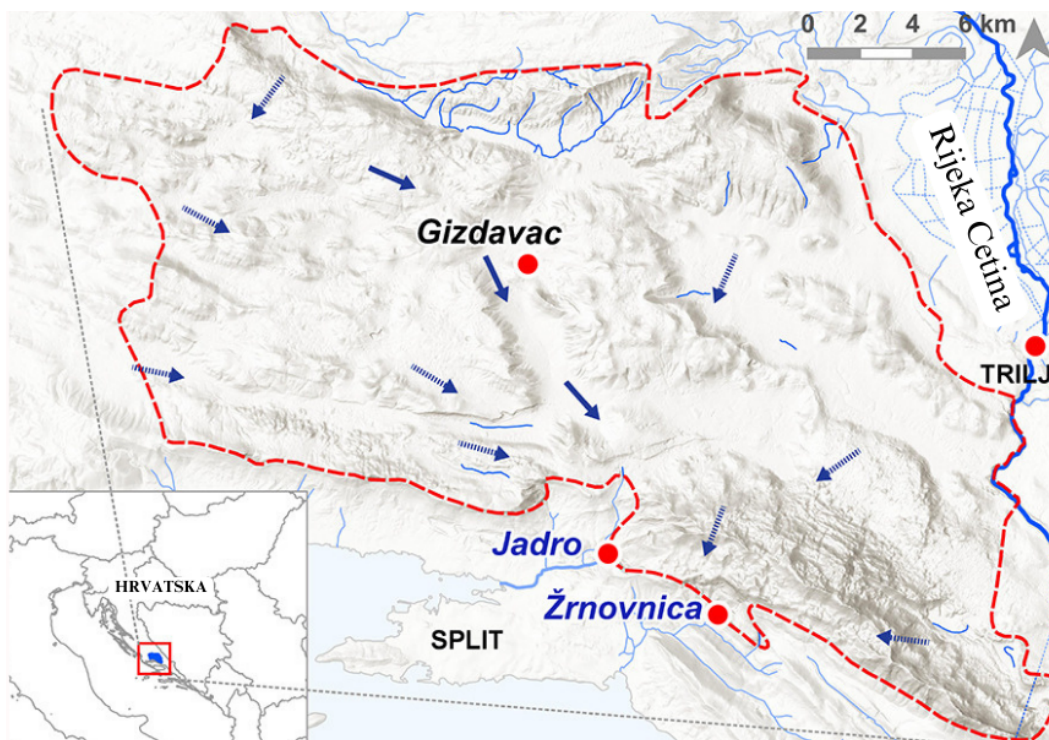 0 2 4 6 km
Rijeka Cetina
Gizdavac
TRILJ
Jadro
Žrnovnica
HRVATSKA
SPLIT